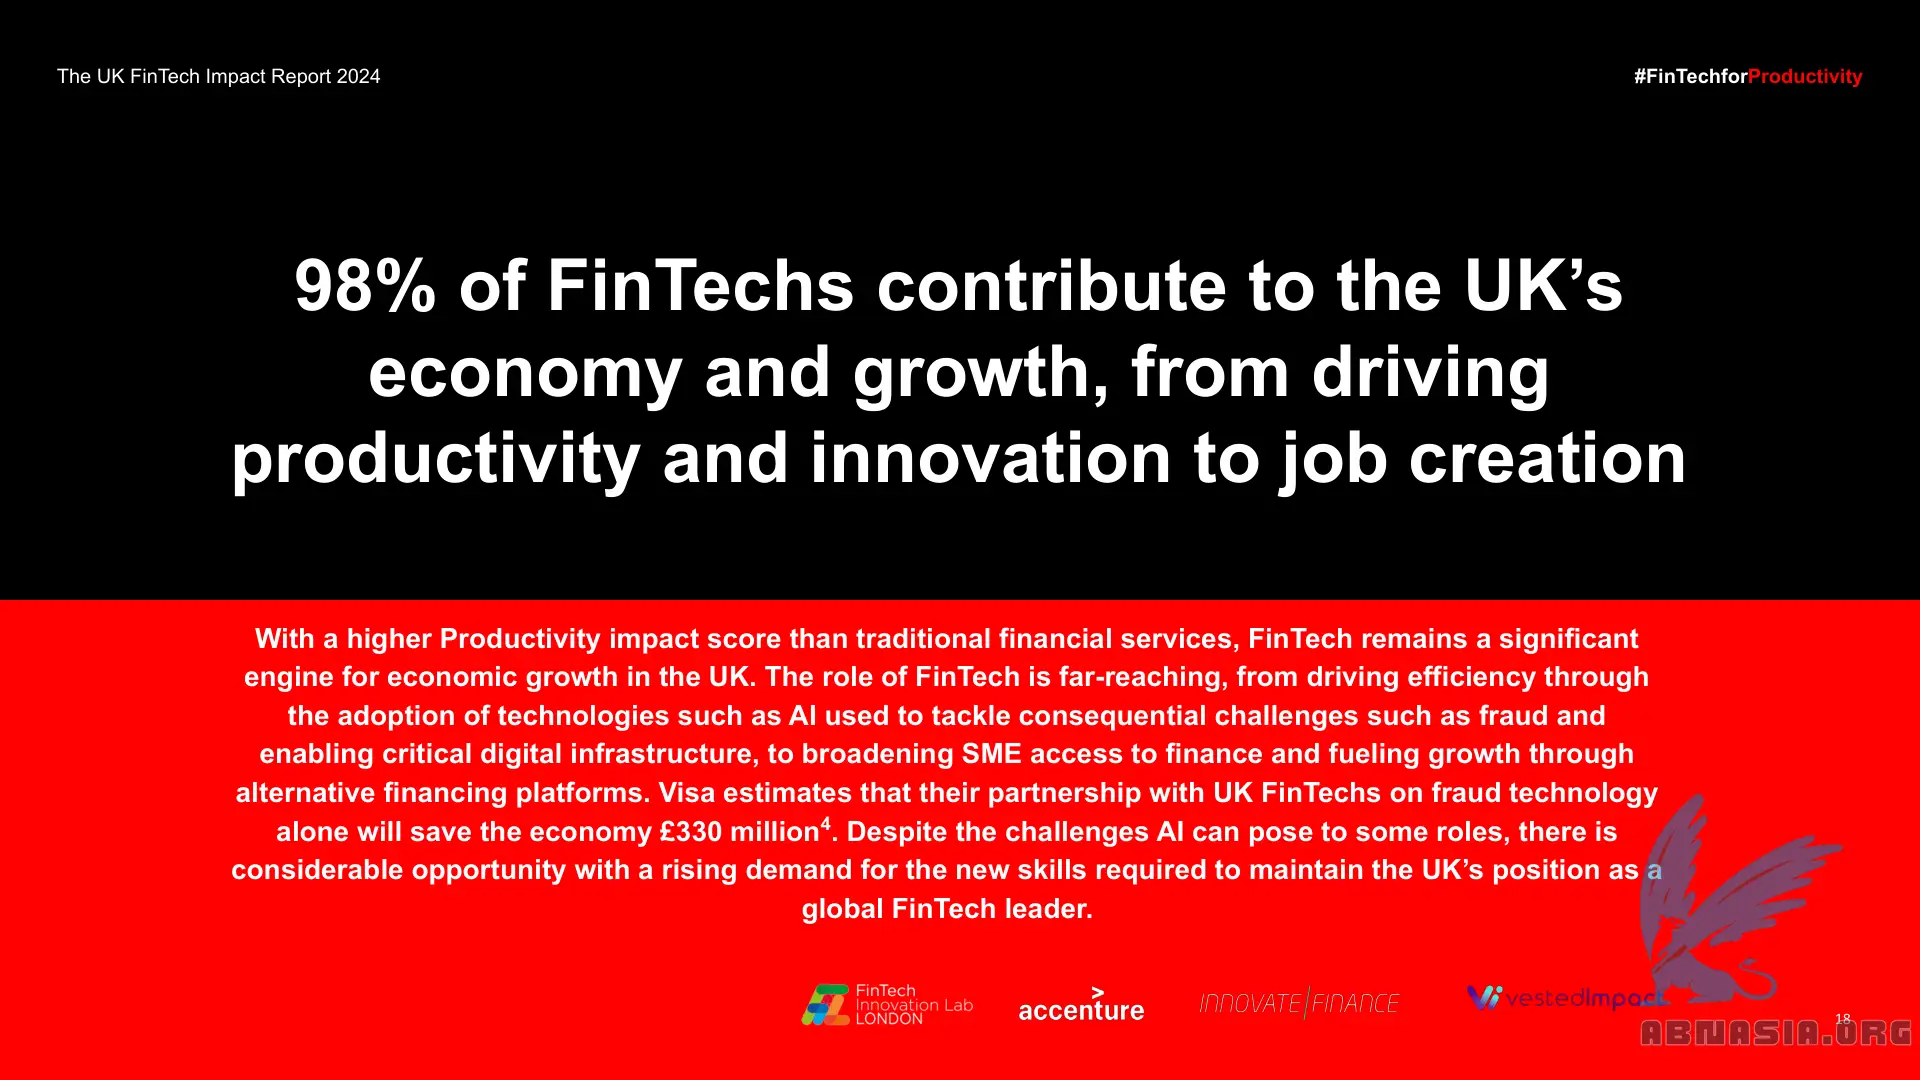 The UK FinTech Impact Report 2024
#FinTechforProductivity
98% of FinTechs contribute to the UK’s
economy and growth, from driving
productivity and innovation to job creation
With a higher Productivity impact score than traditional financial services, FinTech remains a significant
engine for economic growth in the UK. The role of FinTech is far-reaching, from driving efficiency through
the adoption of technologies such as AI used to tackle consequential challenges such as fraud and
enabling critical digital infrastructure, to broadening SME access to finance and fueling growth through
alternative financing platforms. Visa estimates that their partnership with UK FinTechs on fraud technology
alone will save the economy £330 million⁴. Despite the challenges AI can pose to some roles, there is
considerable opportunity with a rising demand for the new skills required to maintain the UK’s position as a
global FinTech leader.
FinTech
Innovation Lab
LONDON
accenture
INNOVATE|FINANCE
vestedimpact
18
ABNASIA.ORG